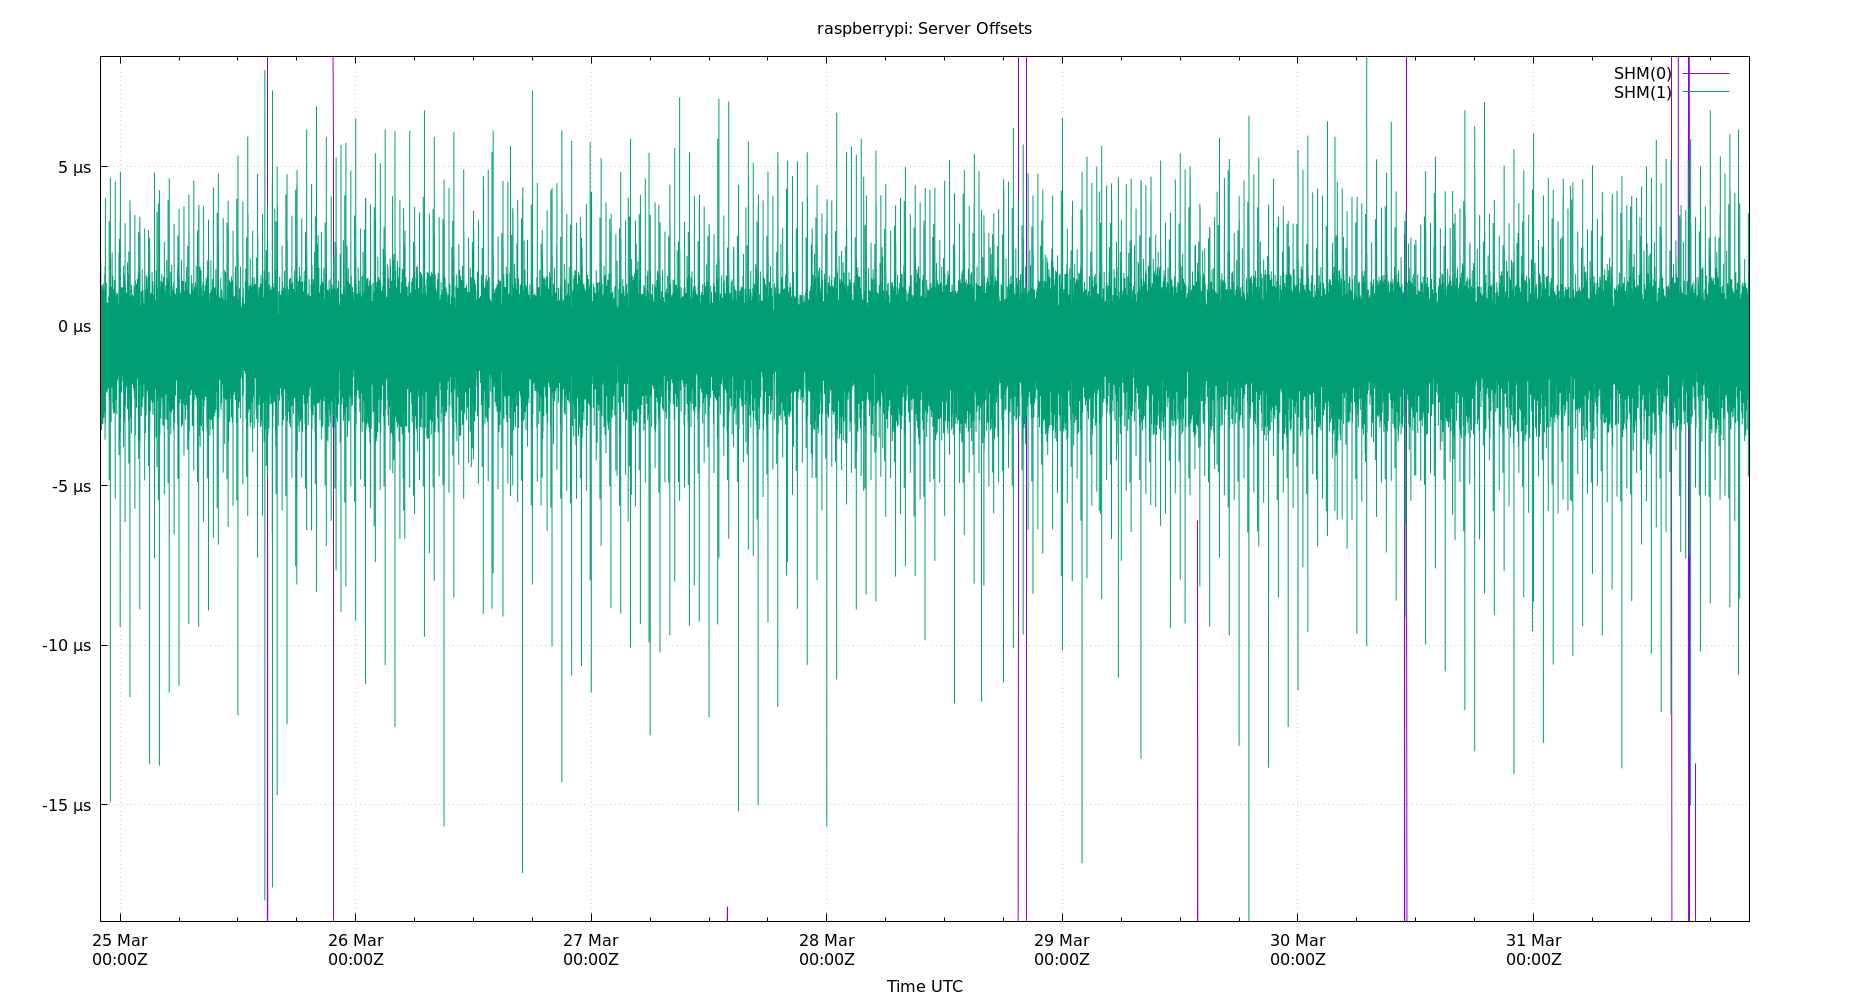 raspberrypi: Server Offsets
SHM(0)
SHM(1)
5 µs
0 µs
-5 µs
-10 µs
-15 µs
25 Mar 26 Mar 27 Mar 28 Mar 29 Mar 30 Mar 31 Mar
00:00Z 00:00Z 00:00Z 00:00Z 00:00Z 00:00Z 00:00Z
Time UTC